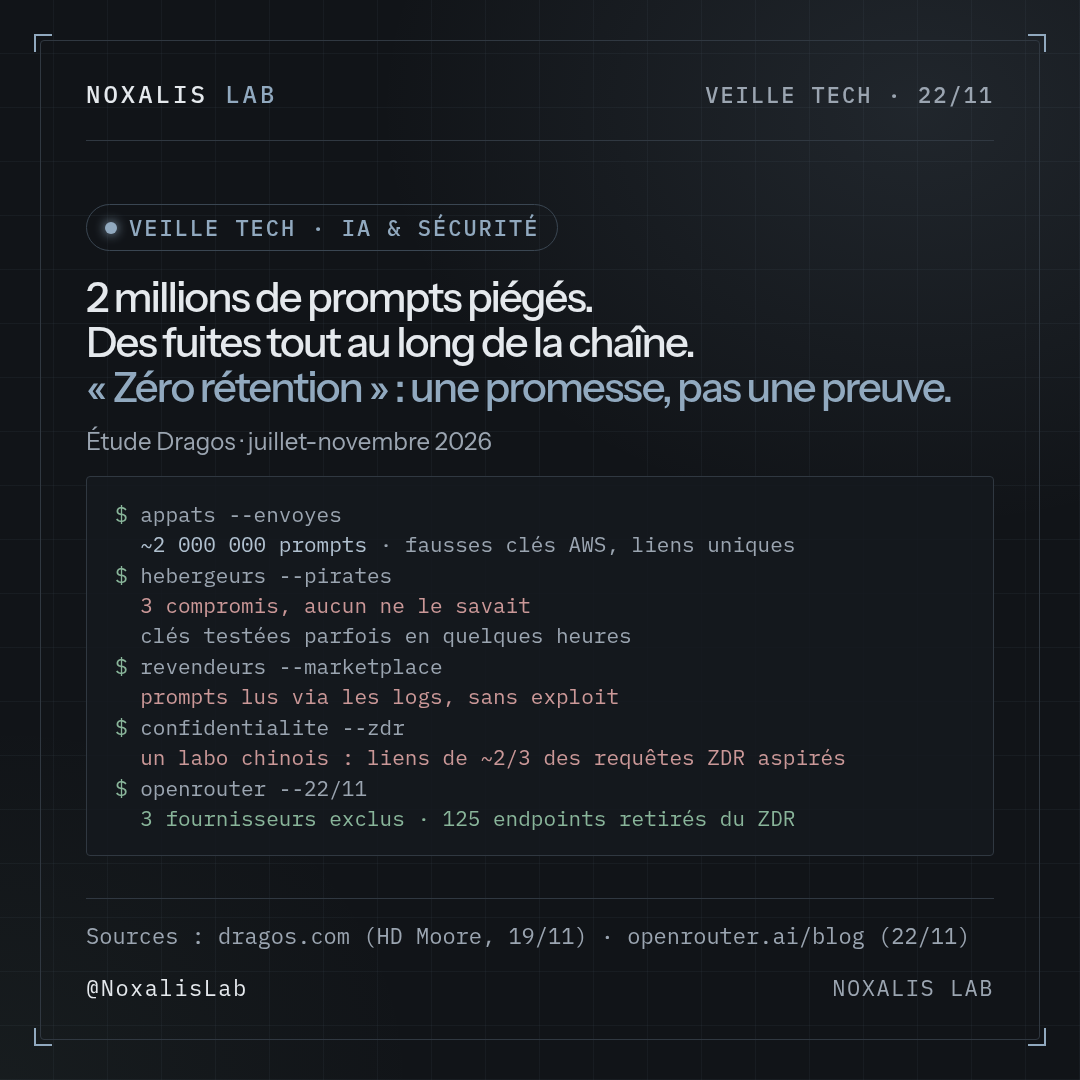 NOXALIS LAB
VEILLE TECH · 22/11
VEILLE TECH · IA & SÉCURITÉ
2 millions de prompts piégés.
Des fuites tout au long de la chaîne.
« Zéro rétention » : une promesse, pas une preuve.
Étude Dragos · juillet-novembre 2026
$ appats --envoyes
~2 000 000 prompts · fausses clés AWS, liens uniques
$ hebergeurs --pirates
3 compromis, aucun ne le savait
clés testées parfois en quelques heures
$ revendeurs --marketplace
prompts lus via les logs, sans exploit
$ confidentialite --zdr
un labo chinois : liens de ~2/3 des requêtes ZDR aspirés
$ openrouter --22/11
3 fournisseurs exclus · 125 endpoints retirés du ZDR
Sources : dragos.com (HD Moore, 19/11) · openrouter.ai/blog (22/11)
@NoxalisLab
NOXALIS LAB